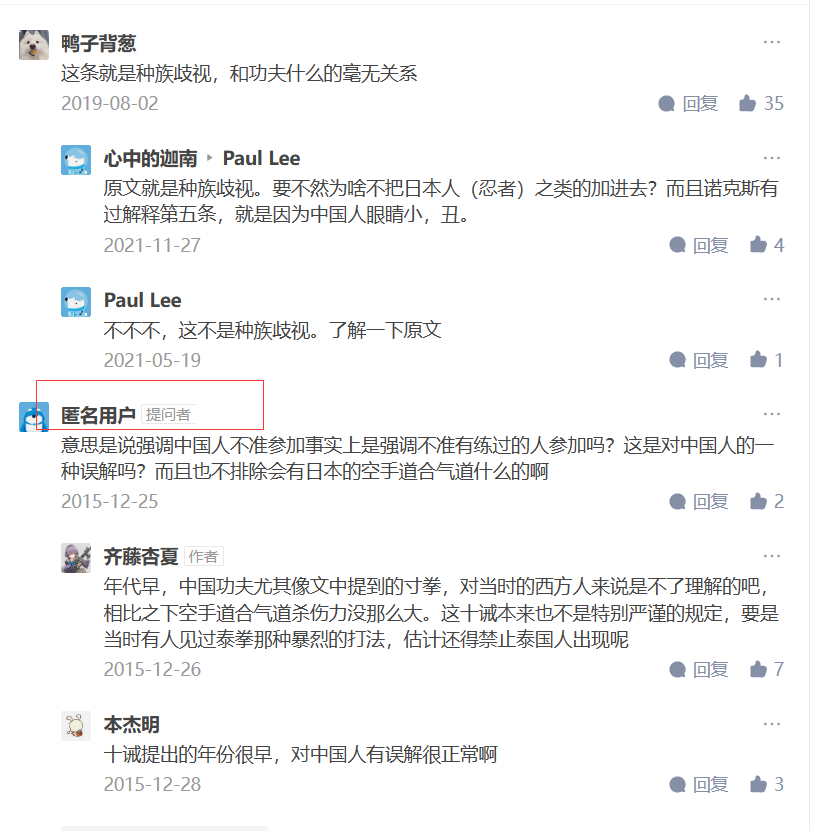 鸭子背葱
这条就是种族歧视，和功夫什么的毫无关系
2019-08-02 回复 35
心中的迦南 Paul Lee
原文就是种族歧视。要不然为啥不把日本人（忍者）之类的加进去？而且诺克斯有
过解释第五条，就是因为中国人眼睛小，丑。
2021-11-27 回复 4
Paul Lee
不不不，这不是种族歧视。了解一下原文
2021-05-19 回复 1
匿名用户 提问者
意思是说强调中国人不准参加事实上是强调不准有练过的人参加吗？这是对中国人的一
种误解吗？而且也不排除会有日本的空手道合气道什么的啊
2015-12-25 回复 2
齐藤杏夏 作者
年代早，中国功夫尤其像文中提到的寸拳，对当时的西方人来说是不了理解的吧，
相比之下空手道合气道杀伤力没那么大。这十诫本来也不是特别严谨的规定，要是
当时有人见过泰拳那种暴烈的打法，估计还得禁止泰国人出现呢
2015-12-26 回复 7
本杰明
十诫提出的年份很早，对中国人有误解很正常啊
2015-12-28 回复 3